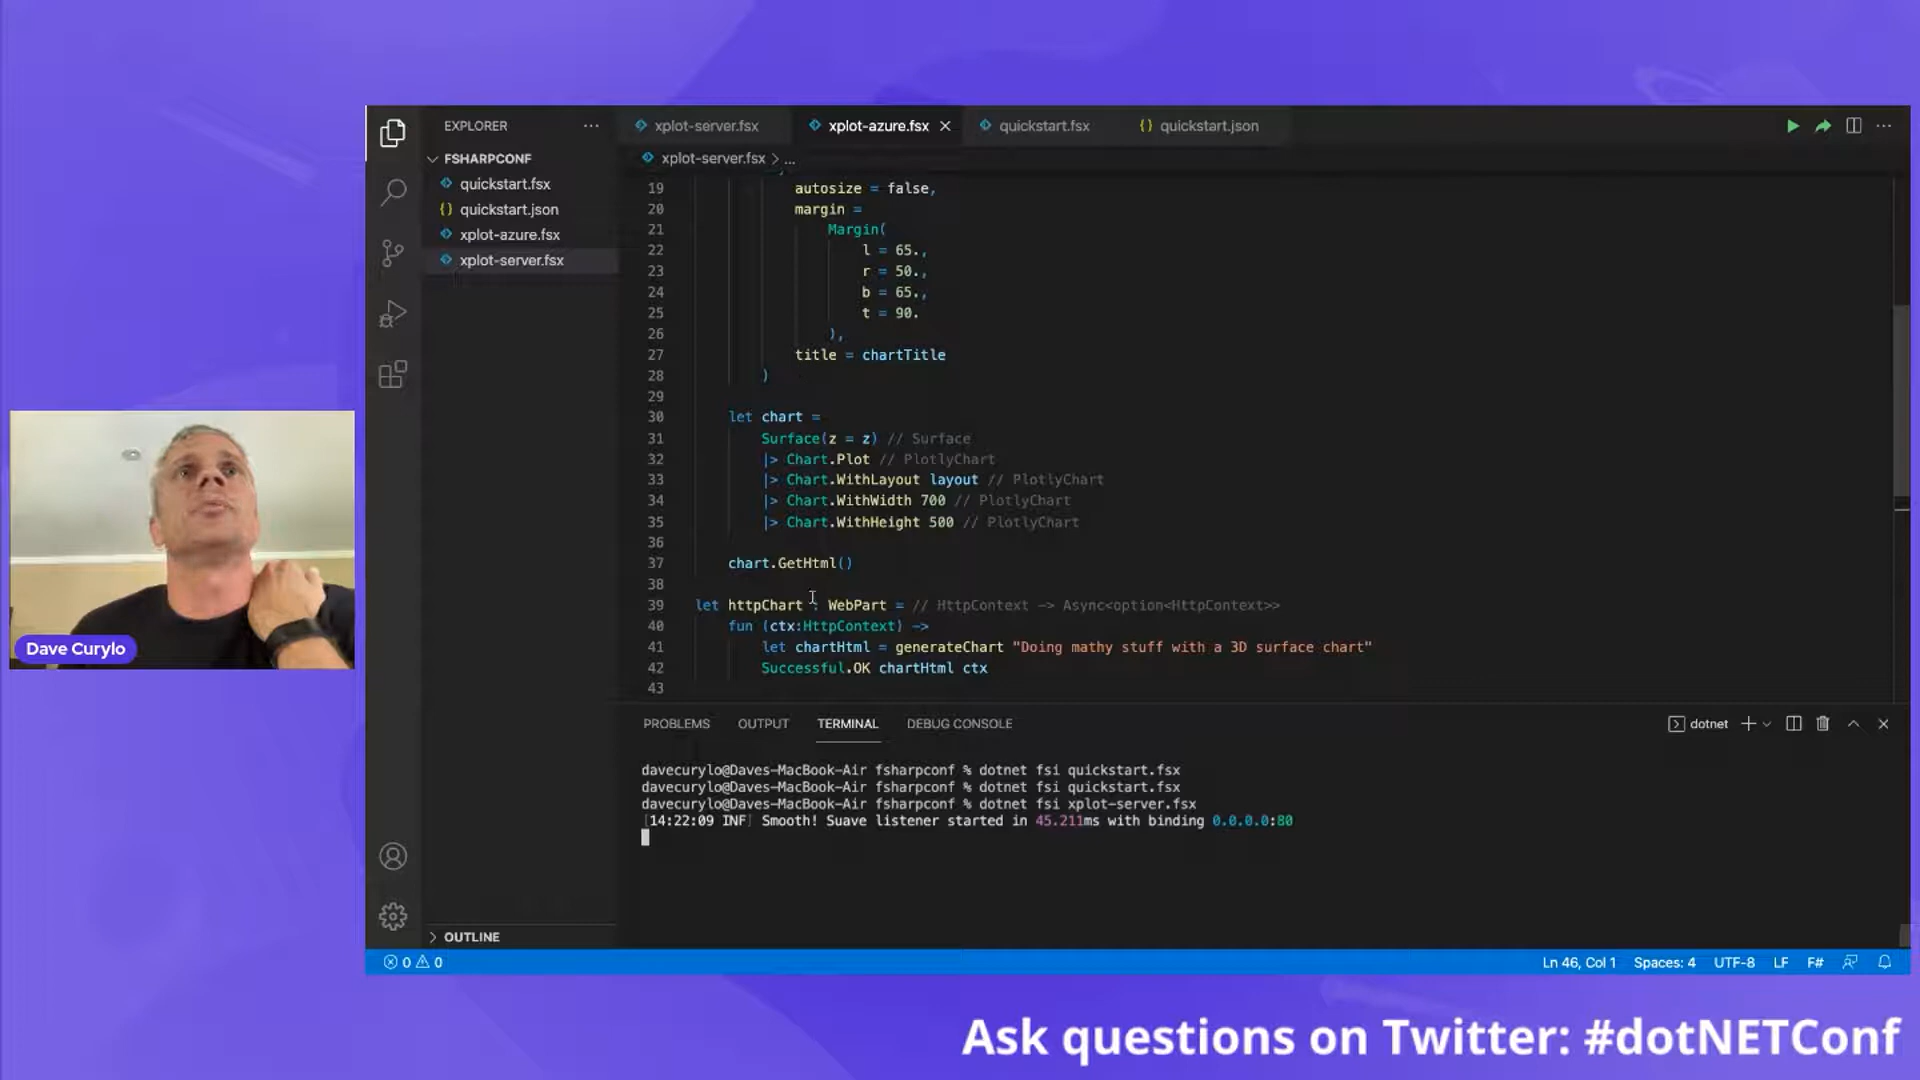 EXPLORER
FSHARPCONF
quickstart.fsx
quickstart.json
xplot-azure.fsx
xplot-server.fsx
OUTLINE
xplot-server.fsx
xplot-azure.fsx
quickstart.fsx
quickstart.json
xplot-server.fsx > ...
19 autosize = false,
20 margin =
21 Margin(
22 l = 65.,
23 r = 50.,
24 b = 65.,
25 t = 90.
26 ),
27 title = chartTitle
28 )
29
30 let chart =
31 Surface(z = z) // Surface
32 |> Chart.Plot // PlotlyChart
33 |> Chart.WithLayout layout // PlotlyChart
34 |> Chart.WithWidth 700 // PlotlyChart
35 |> Chart.WithHeight 500 // PlotlyChart
36
37 chart.GetHtml()
38
39 let httpChart : WebPart = // HttpContext -> Async<option<HttpContext>>
40 fun (ctx:HttpContext) ->
41 let chartHtml = generateChart "Doing mathy stuff with a 3D surface chart"
42 Successful.OK chartHtml ctx
43
PROBLEMS OUTPUT TERMINAL DEBUG CONSOLE
dotnet
davecurylo@Daves-MacBook-Air fsharpconf % dotnet fsi quickstart.fsx
davecurylo@Daves-MacBook-Air fsharpconf % dotnet fsi quickstart.fsx
davecurylo@Daves-MacBook-Air fsharpconf % dotnet fsi xplot-server.fsx
[14:22:09 INF] Smooth! Suave listener started in 45.211ms with binding 0.0.0.0:80
0 0
Ln 46, Col 1 Spaces: 4 UTF-8 LF F#
Dave Curylo
Ask questions on Twitter: #dotNETConf